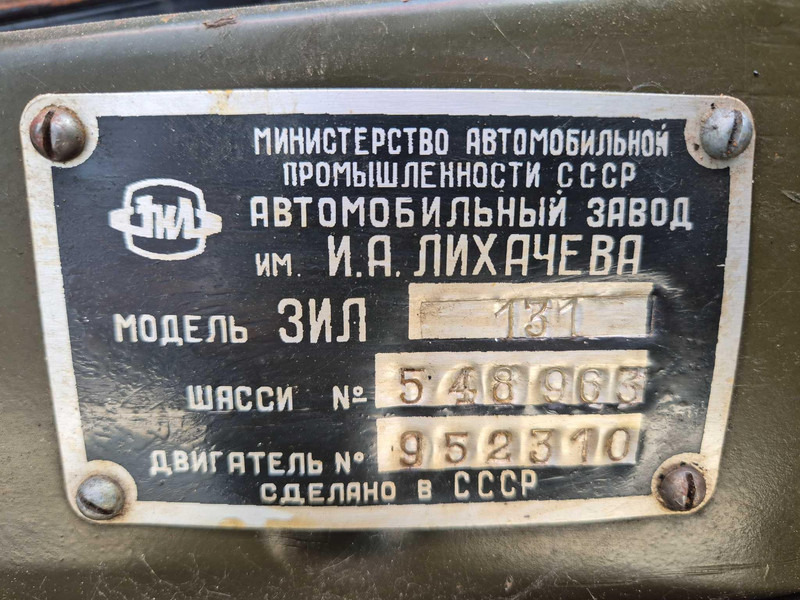 МИНИСТЕРСТВО АВТОМОБИЛЬНОЙ
ПРОМЫШЛЕННОСТИ СССР
ЗИЛ
АВТОМОБИЛЬНЫЙ ЗАВОД
ИМ. И.А. ЛИХАЧЕВА
МОДЕЛЬ ЗИЛ 131
ШАССИ № 548963
ДВИГАТЕЛЬ № 952310
СДЕЛАНО В СССР